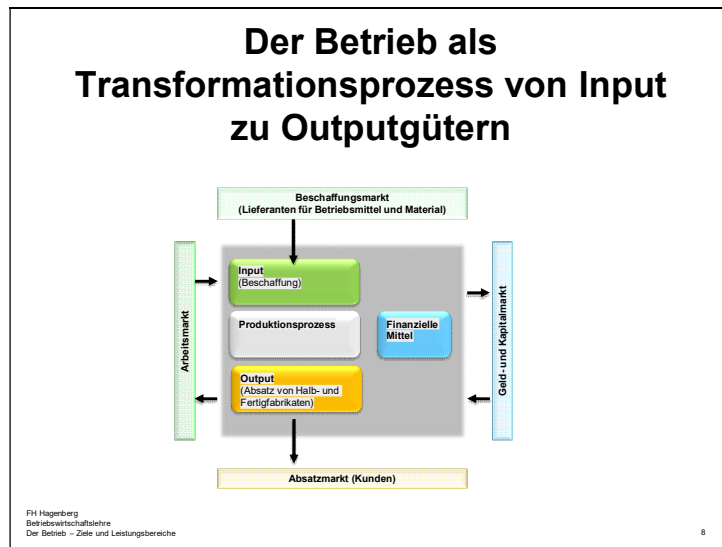 Der Betrieb als
Transformationsprozess von Input
zu Outputgütern
Beschaffungsmarkt
(Lieferanten für Betriebsmittel und Material)
Arbeitsmarkt
Input
(Beschaffung)
Produktionsprozess
Finanzielle
Mittel
Output
(Absatz von Halb- und
Fertigfabrikaten)
Geld- und Kapitalmarkt
Absatzmarkt (Kunden)
FH Hagenberg
Betriebswirtschaftslehre
Der Betrieb – Ziele und Leistungsbereiche
8